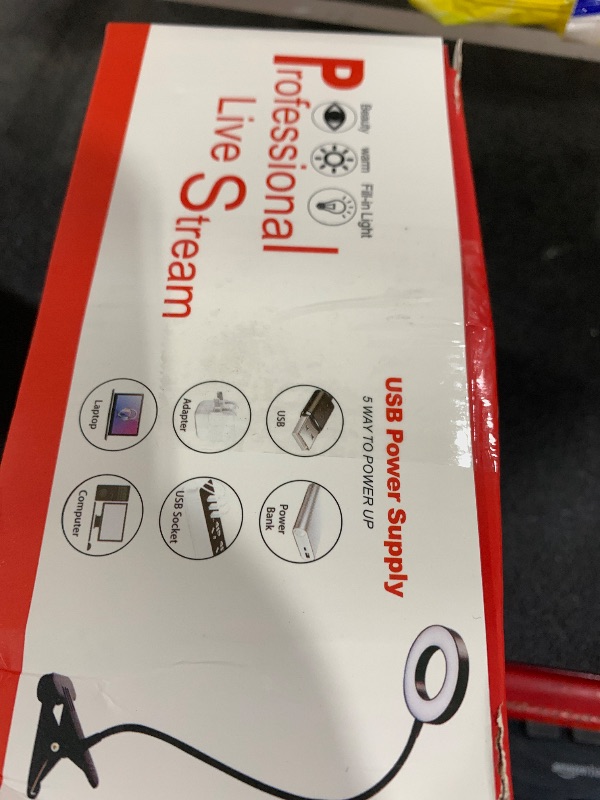 Beauty warm Fill-in Light
Professional
Live Stream
USB Power Supply
5 WAY TO POWER UP
USB
Power
Bank
Adapter
USB Socket
Laptop
Computer